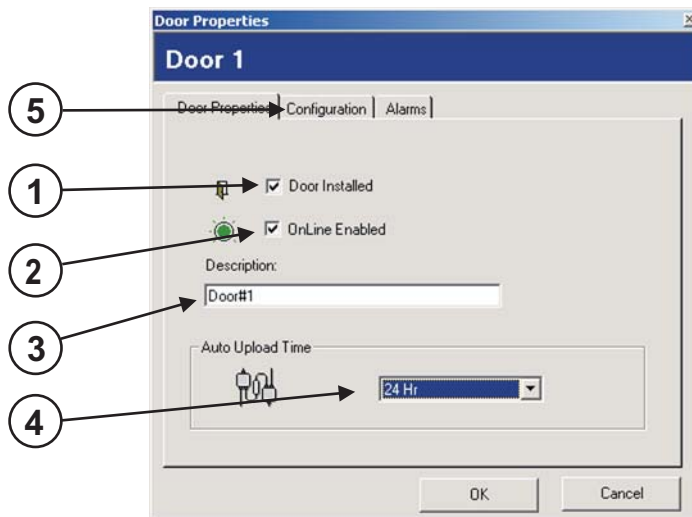 Door Properties
Door 1
Door Properties
Configuration
Alarms
Door Installed
OnLine Enabled
Description:
Door#1
Auto Upload Time
24 Hr
OK
Cancel
5
1
2
3
4